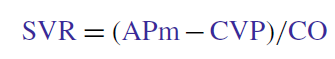 SVR = (APm – CVP)/CO